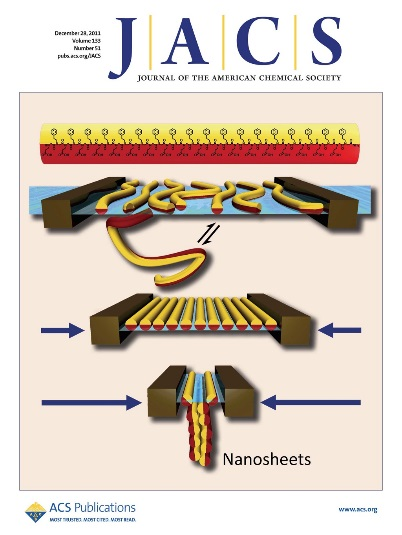 December 28, 2011
Volume 133
Number 51
pubs.acs.org/JACS
JACS
JOURNAL OF THE AMERICAN CHEMICAL SOCIETY
Nanosheets
ACS Publications
MOST TRUSTED. MOST CITED. MOST READ.
www.acs.org